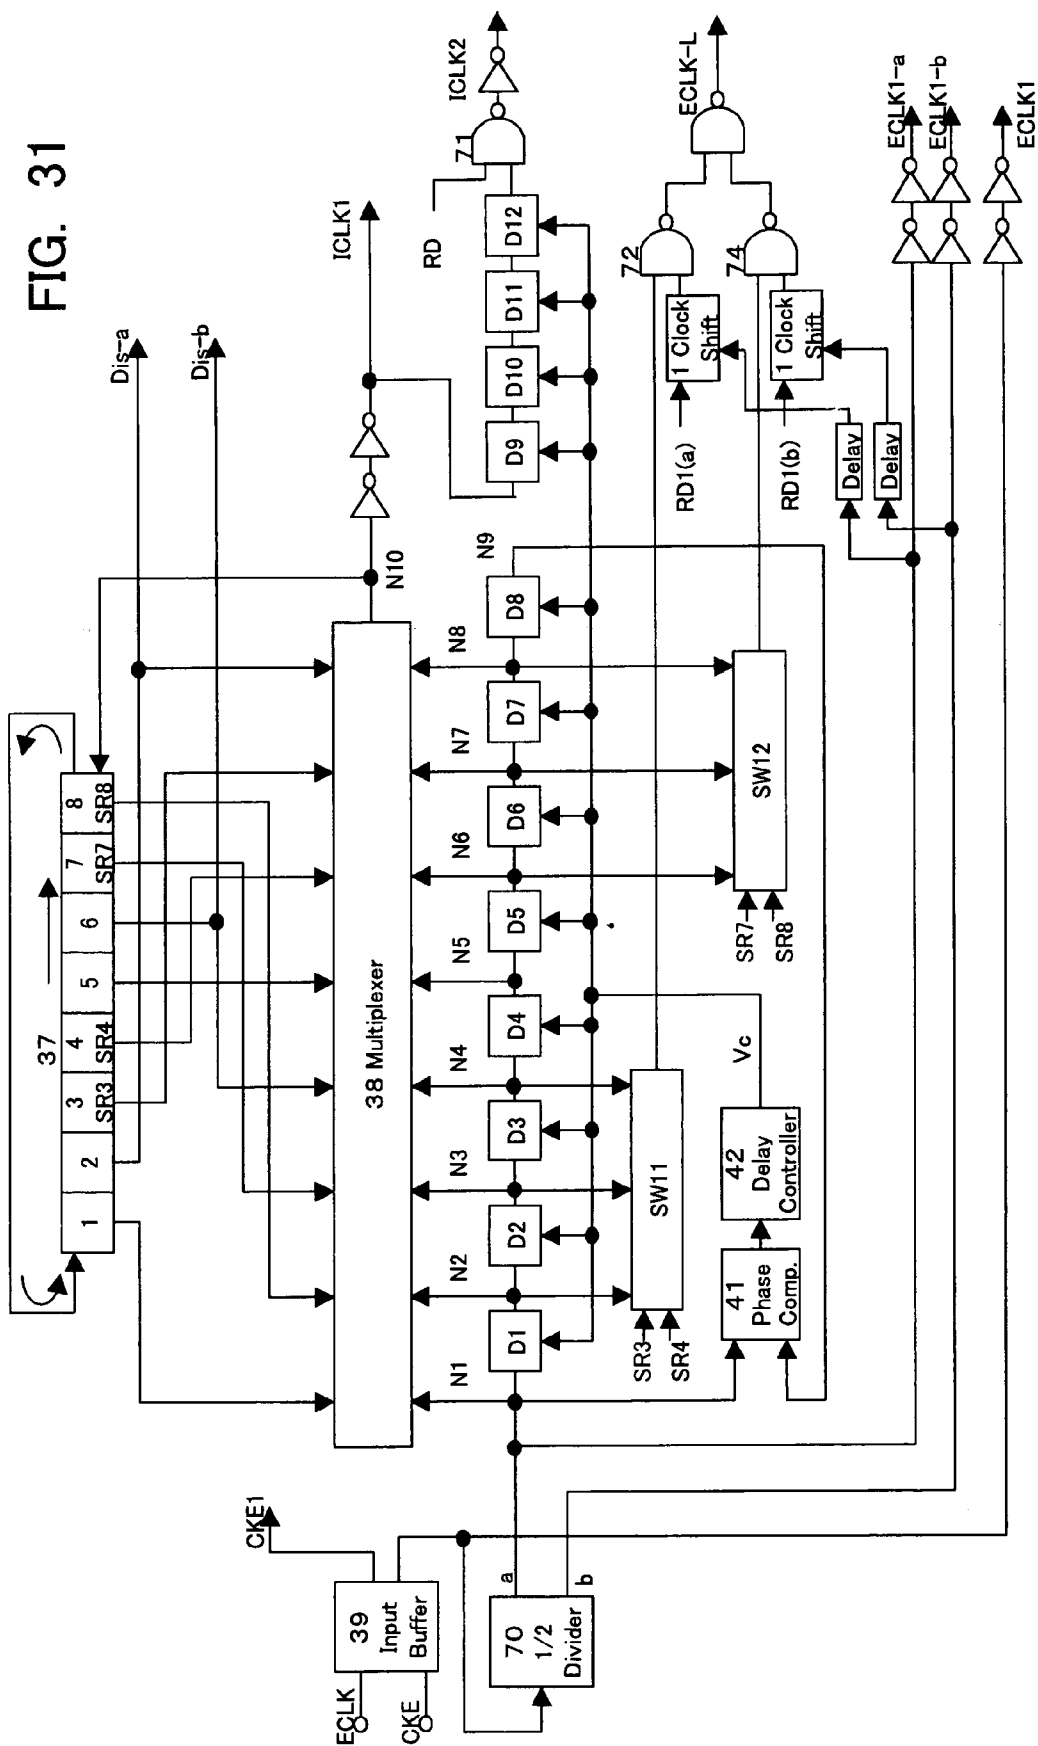 FIG. 31
Dis-a
Dis-b
37
1
2
3
SR3
4
SR4
5
6
7
SR7
8
SR8
CKE1
ECLK
CKE
39
Input
Buffer
38 Multiplexer
N10
ICLK1
RD
71
ICLK2
70
1/2
Divider
a
b
N1
N2
N3
N4
N5
N6
N7
N8
N9
D1
D2
D3
D4
D5
D6
D7
D8
D9
D10
D11
D12
SR3
SR4
SW11
SR7
SR8
SW12
41
Phase
Comp.
42
Delay
Controller
Vc
RD1(a)
1 Clock
Shift
72
RD1(b)
1 Clock
Shift
74
ECLK-L
Delay
Delay
ECLK1-a
ECLK1-b
ECLK1